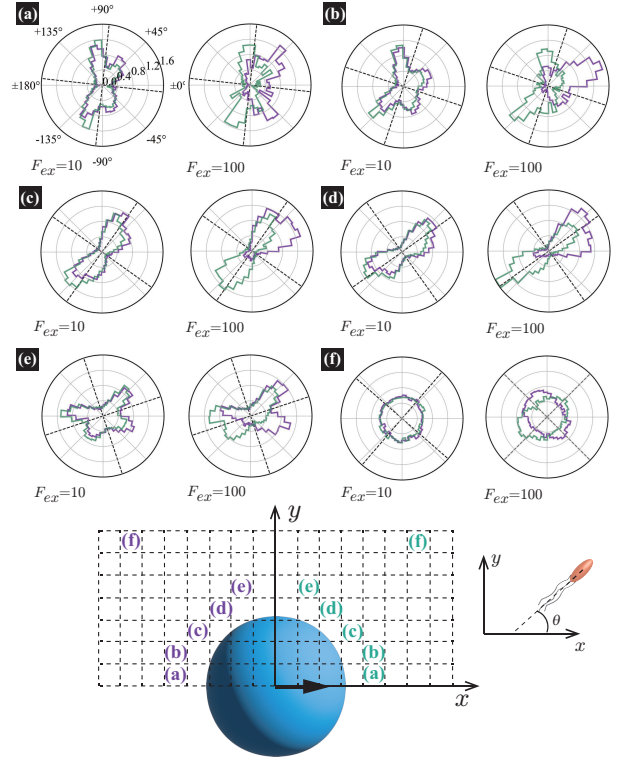 (a) +90° (b)
+135° +45°
0.0 0.4 0.8 1.2 1.6
±180° ±0°
-135° -45°
-90°
F_ex=10 F_ex=100 F_ex=10 F_ex=100
(c) (d)
F_ex=10 F_ex=100 F_ex=10 F_ex=100
(e) (f)
F_ex=10 F_ex=100 F_ex=10 F_ex=100
y
(f) (f)
y
(e) (e)
(d) (d)
(c) (c)
θ
(b) (b)
x
(a) (a)
x